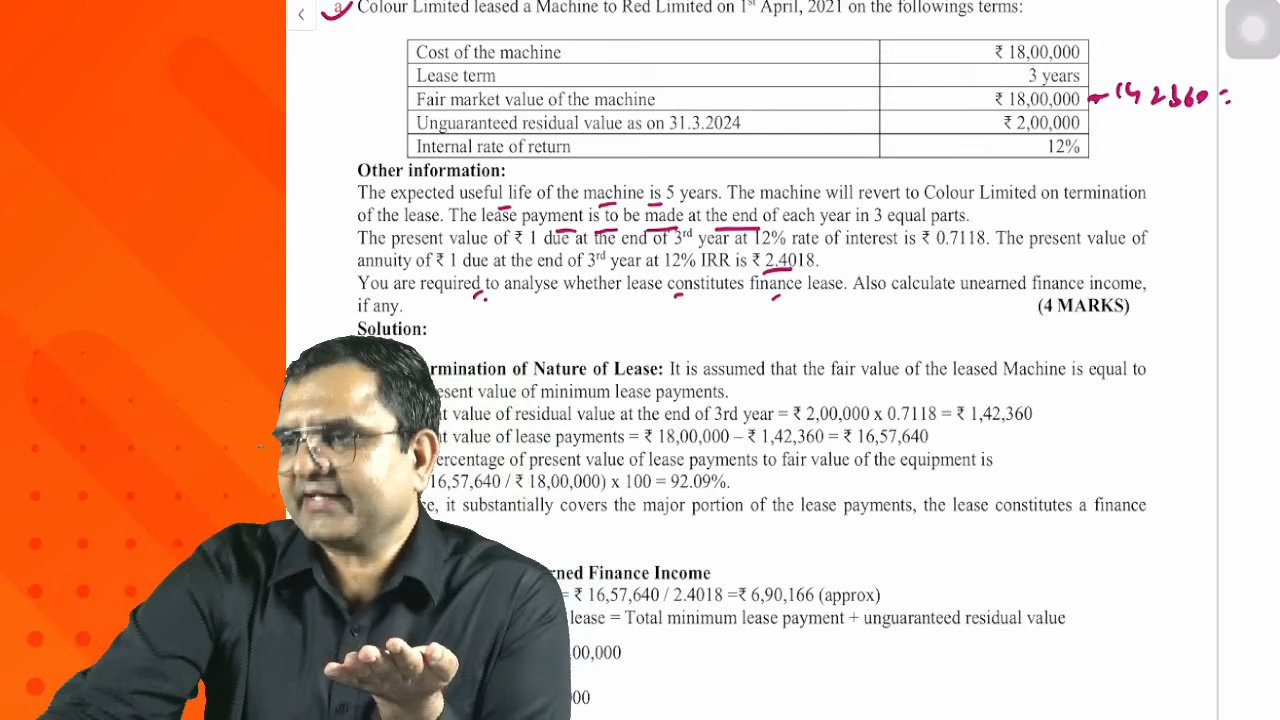 a Colour Limited leased a Machine to Red Limited on 1st April, 2021 on the followings terms:
Cost of the machine ₹ 18,00,000
Lease term 3 years
Fair market value of the machine ₹ 18,00,000 142360
Unguaranteed residual value as on 31.3.2024 ₹ 2,00,000
Internal rate of return 12%
Other information:
The expected useful life of the machine is 5 years. The machine will revert to Colour Limited on termination
of the lease. The lease payment is to be made at the end of each year in 3 equal parts.
The present value of ₹ 1 due at the end of 3rd year at 12% rate of interest is ₹ 0.7118. The present value of
annuity of ₹ 1 due at the end of 3rd year at 12% IRR is ₹ 2.4018.
You are required to analyse whether lease constitutes finance lease. Also calculate unearned finance income,
if any. (4 MARKS)
Solution:
rmination of Nature of Lease: It is assumed that the fair value of the leased Machine is equal to
esent value of minimum lease payments.
t value of residual value at the end of 3rd year = ₹ 2,00,000 x 0.7118 = ₹ 1,42,360
t value of lease payments = ₹ 18,00,000 – ₹ 1,42,360 = ₹ 16,57,640
ercentage of present value of lease payments to fair value of the equipment is
16,57,640 / ₹ 18,00,000) x 100 = 92.09%.
ce, it substantially covers the major portion of the lease payments, the lease constitutes a finance
ned Finance Income
= ₹ 16,57,640 / 2.4018 =₹ 6,90,166 (approx)
lease = Total minimum lease payment + unguaranteed residual value
00,000
00